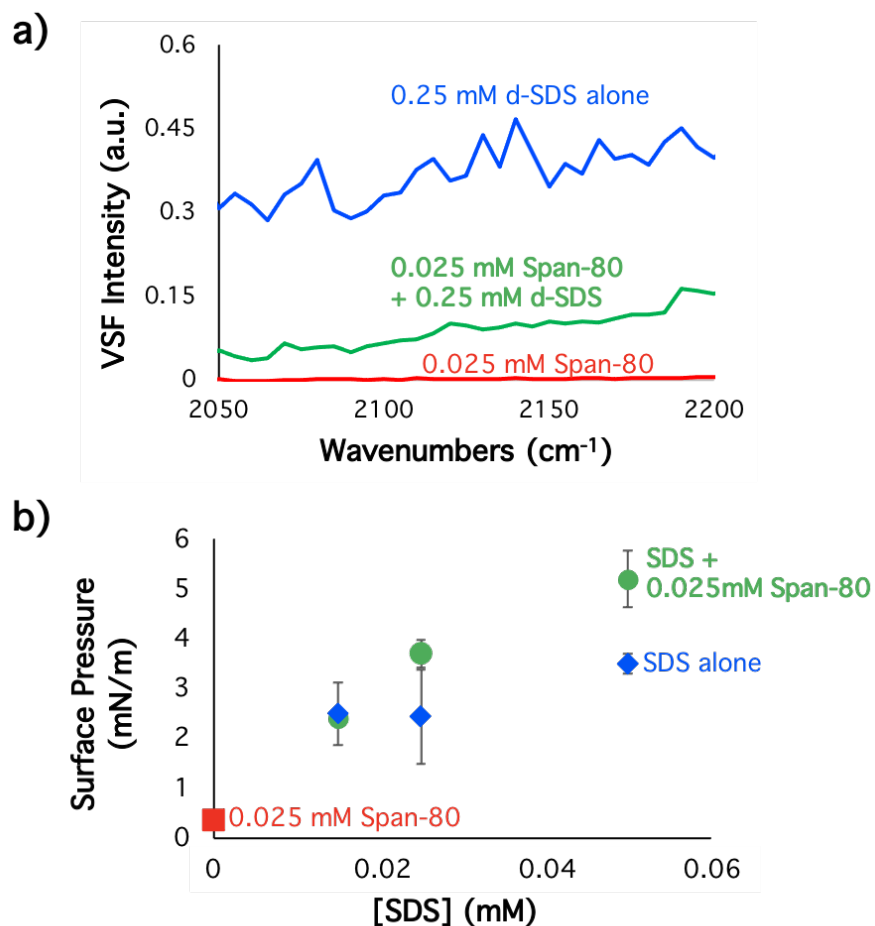 a)
0.6
0.45
0.3
0.15
0
VSF Intensity (a.u.)
0.25 mM d-SDS alone
0.025 mM Span-80
+ 0.25 mM d-SDS
0.025 mM Span-80
2050 2100 2150 2200
Wavenumbers (cm-1)
b)
6
5
4
3
2
1
0
Surface Pressure
(mN/m)
SDS +
0.025mM Span-80
SDS alone
0.025 mM Span-80
0 0.02 0.04 0.06
[SDS] (mM)